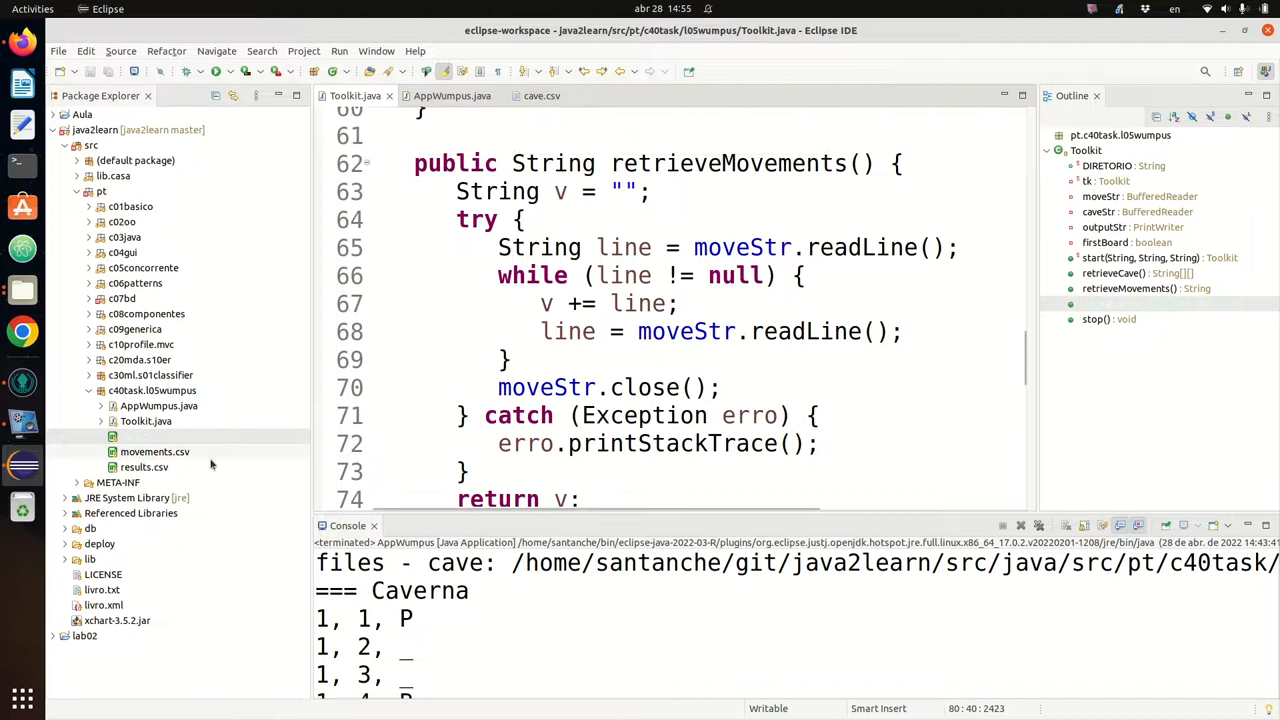 Activities
Eclipse
abr 28 14:55
en
eclipse-workspace - java2learn/src/pt/c40task/l05wumpus/Toolkit.java - Eclipse IDE
File Edit Source Refactor Navigate Search Project Run Window Help
Package Explorer
Aula
java2learn [java2learn master]
src
(default package)
lib.casa
pt
c01basico
c02oo
c03java
c04gui
c05concorrente
c06patterns
c07bd
c08componentes
c09generica
c10profile.mvc
c20mda.s10er
c30ml.s01classifier
c40task.l05wumpus
AppWumpus.java
Toolkit.java
movements.csv
results.csv
META-INF
JRE System Library [jre]
Referenced Libraries
db
deploy
lib
LICENSE
livro.txt
livro.xml
xchart-3.5.2.jar
lab02
Toolkit.java AppWumpus.java cave.csv
60 }
61
62 public String retrieveMovements() {
63 String v = "";
64 try {
65 String line = moveStr.readLine();
66 while (line != null) {
67 v += line;
68 line = moveStr.readLine();
69 }
70 moveStr.close();
71 } catch (Exception erro) {
72 erro.printStackTrace();
73 }
74 return v;
Console
<terminated> AppWumpus [Java Application] /home/santanche/bin/eclipse-java-2022-03-R/plugins/org.eclipse.justj.openjdk.hotspot.jre.full.linux.x86_64_17.0.2.v20220201-1208/jre/bin/java (28 de abr. de 2022 14:43:41
files - cave: /home/santanche/git/java2learn/src/java/src/pt/c40task/
=== Caverna
1, 1, P
1, 2, _
1, 3, _
Outline
pt.c40task.l05wumpus
Toolkit
DIRETORIO : String
tk : Toolkit
moveStr : BufferedReader
caveStr : BufferedReader
outputStr : PrintWriter
firstBoard : boolean
start(String, String, String) : Toolkit
retrieveCave() : String[][]
retrieveMovements() : String
stop() : void
Writable Smart Insert 80 : 40 : 2423